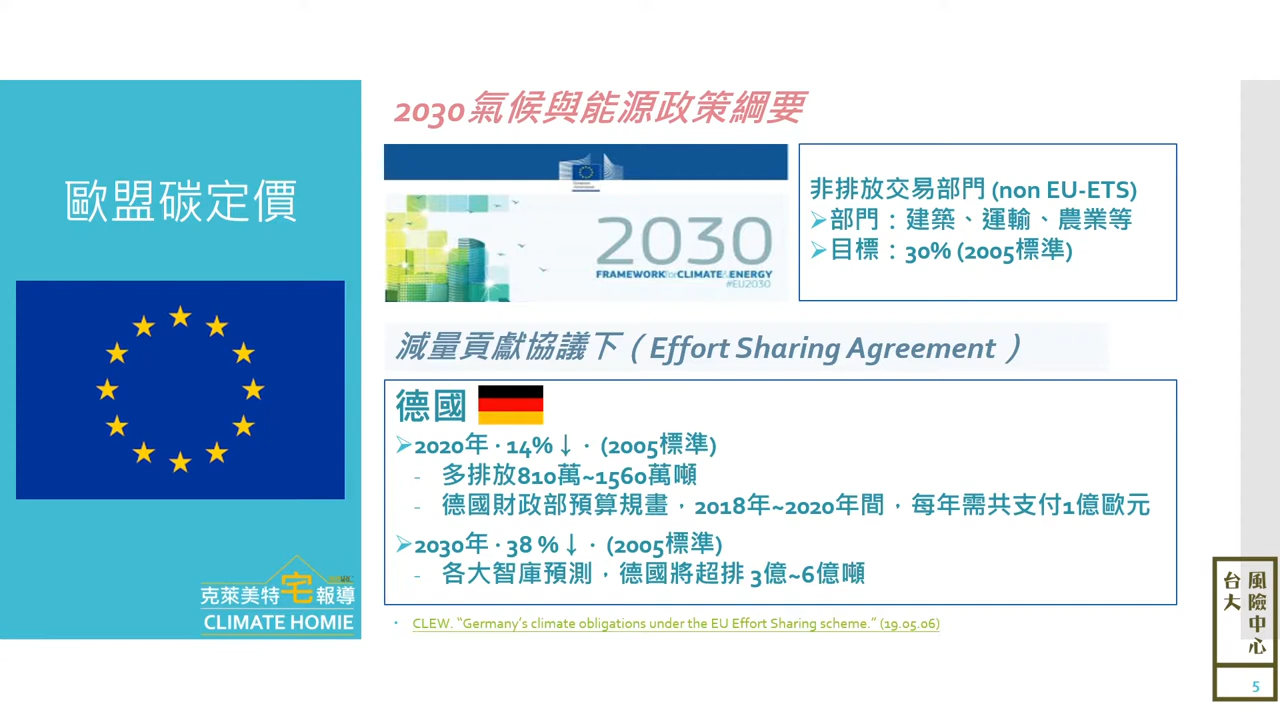 歐盟碳定價
克萊美特宅報導
CLIMATE HOMIE
2030氣候與能源政策綱要
2030
FRAMEWORK for CLIMATE & ENERGY
#EU2030
非排放交易部門 (non EU-ETS)
➢部門：建築、運輸、農業等
➢目標：30% (2005標準)
減量貢獻協議下（Effort Sharing Agreement）
德國
➢2020年，14%↓， (2005標準)
- 多排放810萬~1560萬噸
- 德國財政部預算規畫，2018年~2020年間，每年需共支付1億歐元
➢2030年，38 %↓， (2005標準)
- 各大智庫預測，德國將超排 3億~6億噸
• CLEW. “Germany’s climate obligations under the EU Effort Sharing scheme.” (19.05.06)
台大
風險中心
5